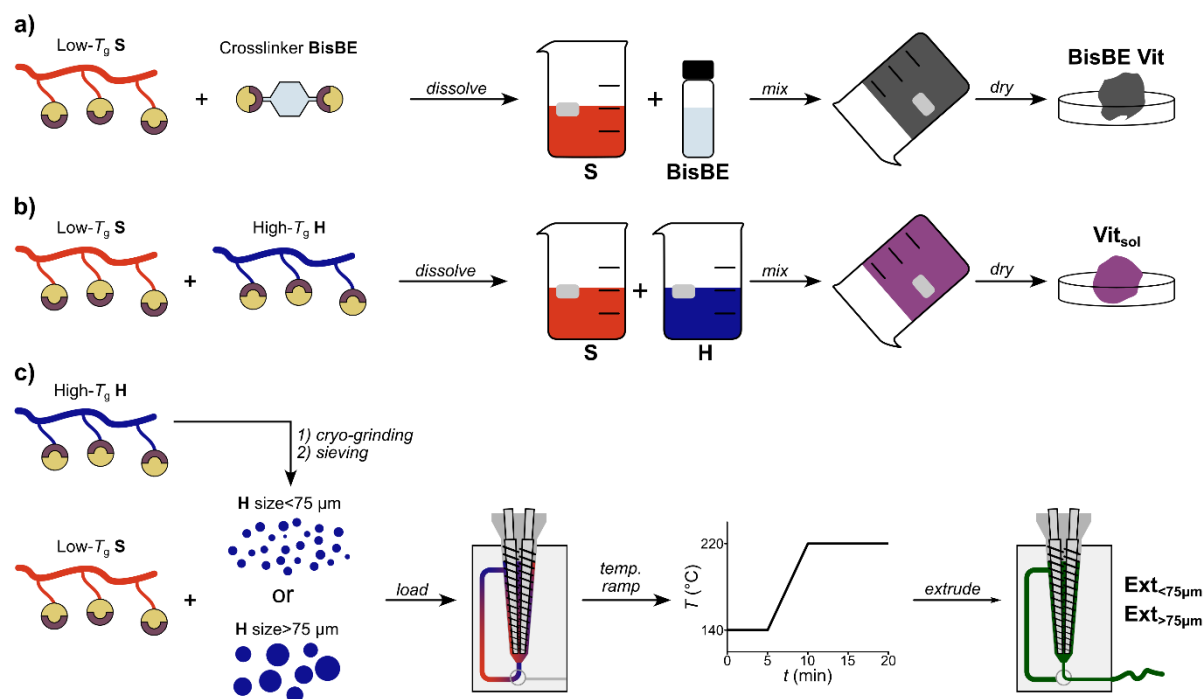 a)
Low-Tg S
+
Crosslinker BisBE
dissolve
+
S
BisBE
mix
dry
BisBE Vit
b)
Low-Tg S
+
High-Tg H
dissolve
+
S
H
mix
dry
Vitsol
c)
High-Tg H
1) cryo-grinding
2) sieving
Low-Tg S
+
H size<75 µm
or
H size>75 µm
load
temp.
ramp
T (°C)
220
140
0
5
10
15
20
t (min)
extrude
Ext<75µm
Ext>75µm